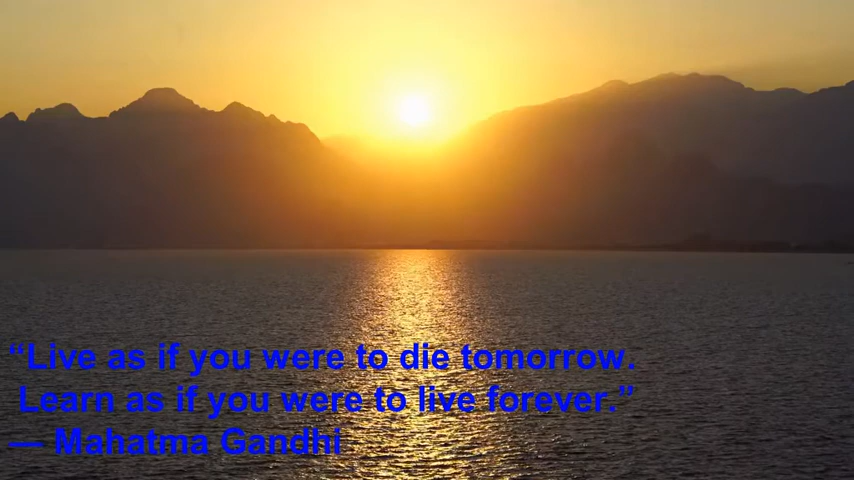 “Live as if you were to die tomorrow.
Learn as if you were to live forever.”
— Mahatma Gandhi